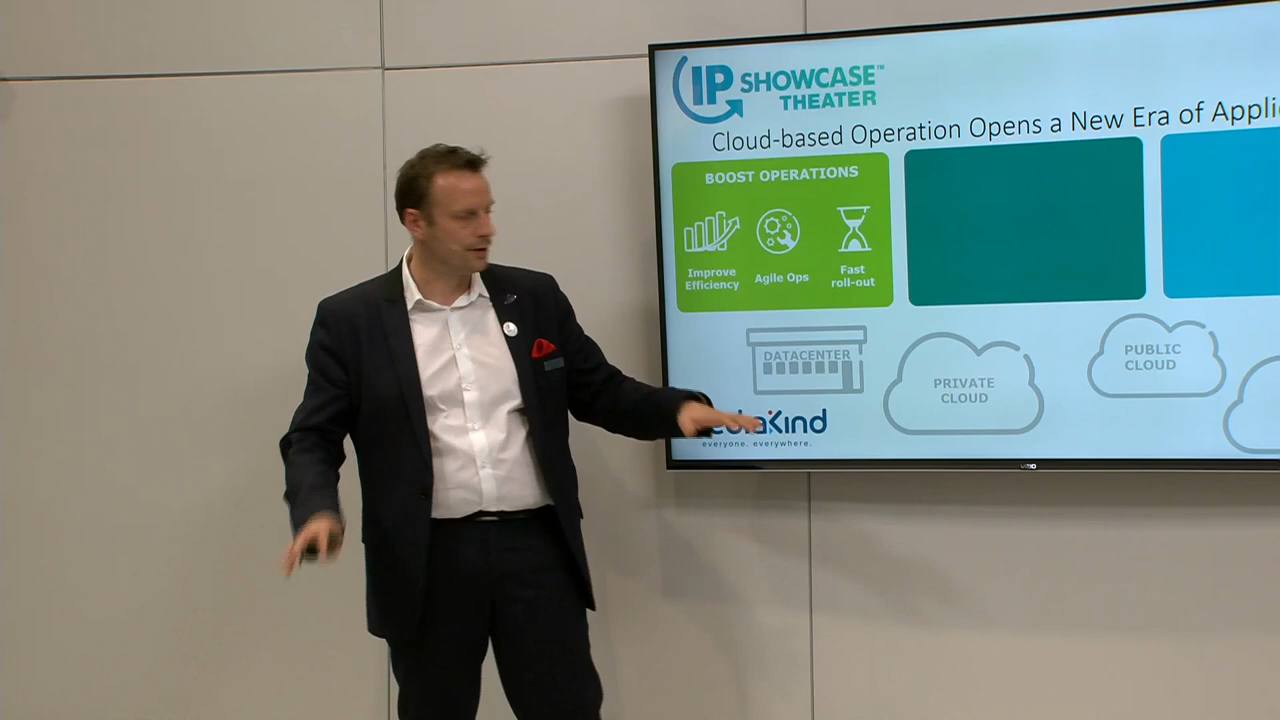 IP SHOWCASE™
THEATER
Cloud-based Operation Opens a New Era of
BOOST OPERATIONS
Improve
Efficiency
Agile Ops
Fast
roll-out
DATACENTER
PRIVATE
CLOUD
PUBLIC
CLOUD
everyone. everywhere.
VIZIO